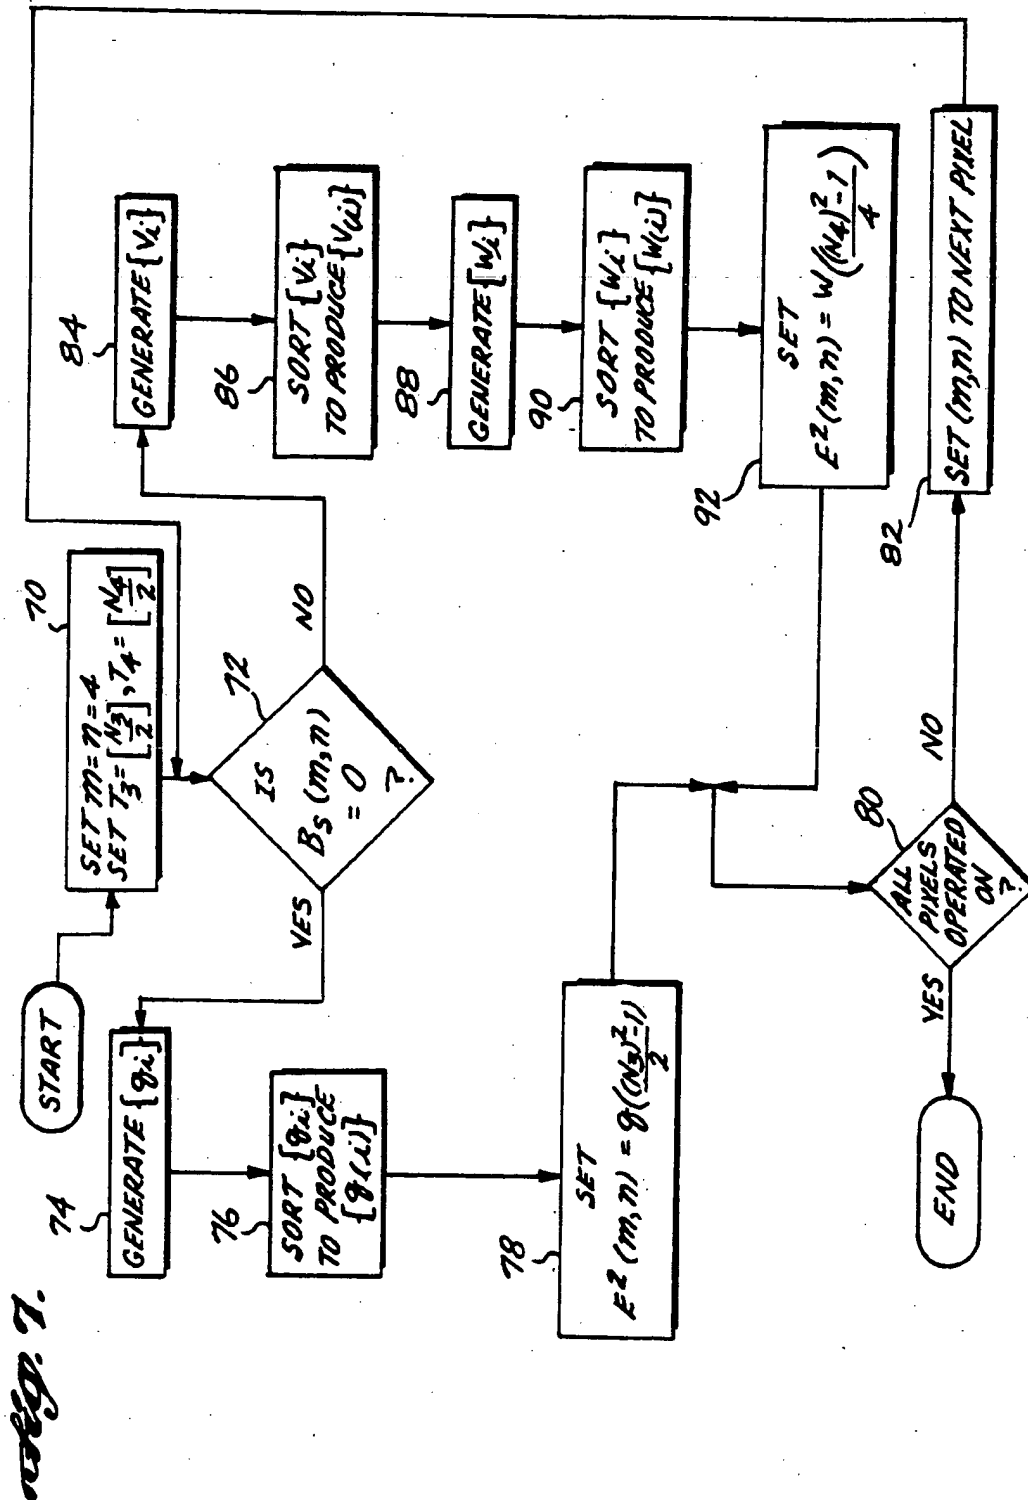 Fig. 7.
START
70
SET m = n = 4
SET T3 = [N3/2], T4 = [N4/2]
72
IS
BS (m,n)
= 0
?
YES
NO
74
GENERATE {qi}
76
SORT {qi}
TO PRODUCE
{q(i)}
78
SET
E² (m,n) = q((N3)²-1)/2
84
GENERATE {Vi}
86
SORT {Vi}
TO PRODUCE {V(i)}
88
GENERATE {Wi}
90
SORT {Wi}
TO PRODUCE {W(i)}
92
SET
E² (m,n) = W((N4)²-1/4)
80
ALL
PIXELS
OPERATED
ON
?
YES
NO
82
SET (m,n) TO NEXT PIXEL
END